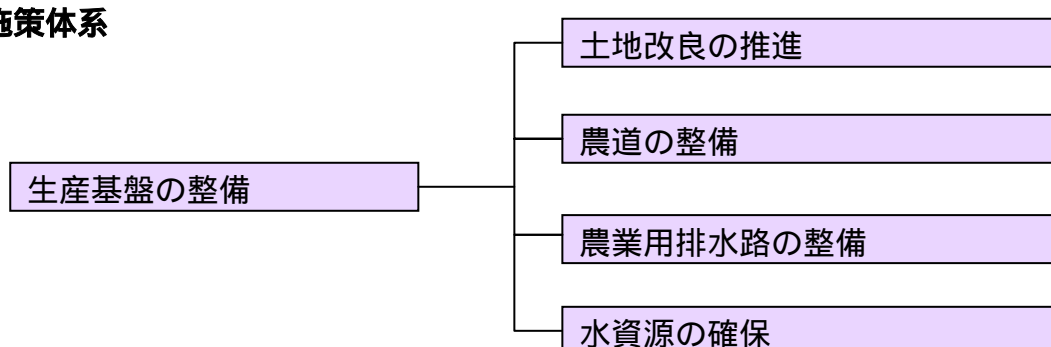 施策体系
土地改良の推進
農道の整備
生産基盤の整備
農業用排水路の整備
水資源の確保